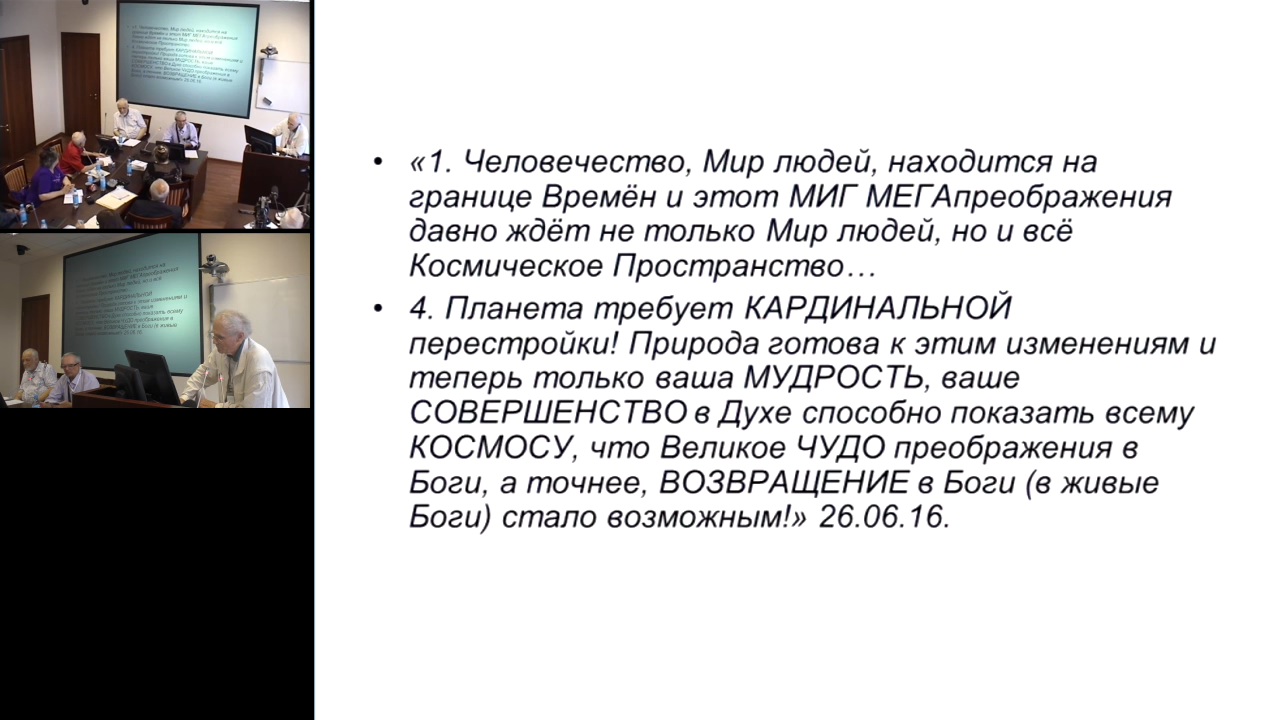 • «1. Человечество, Мир людей, находится на
границе Времён и этот МИГ МЕГАпреображения
давно ждёт не только Мир людей, но и всё
Космическое Пространство…
• 4. Планета требует КАРДИНАЛЬНОЙ
перестройки! Природа готова к этим изменениям и
теперь только ваша МУДРОСТЬ, ваше
СОВЕРШЕНСТВО в Духе способно показать всему
КОСМОСУ, что Великое ЧУДО преображения в
Боги, а точнее, ВОЗВРАЩЕНИЕ в Боги (в живые
Боги) стало возможным!» 26.06.16.